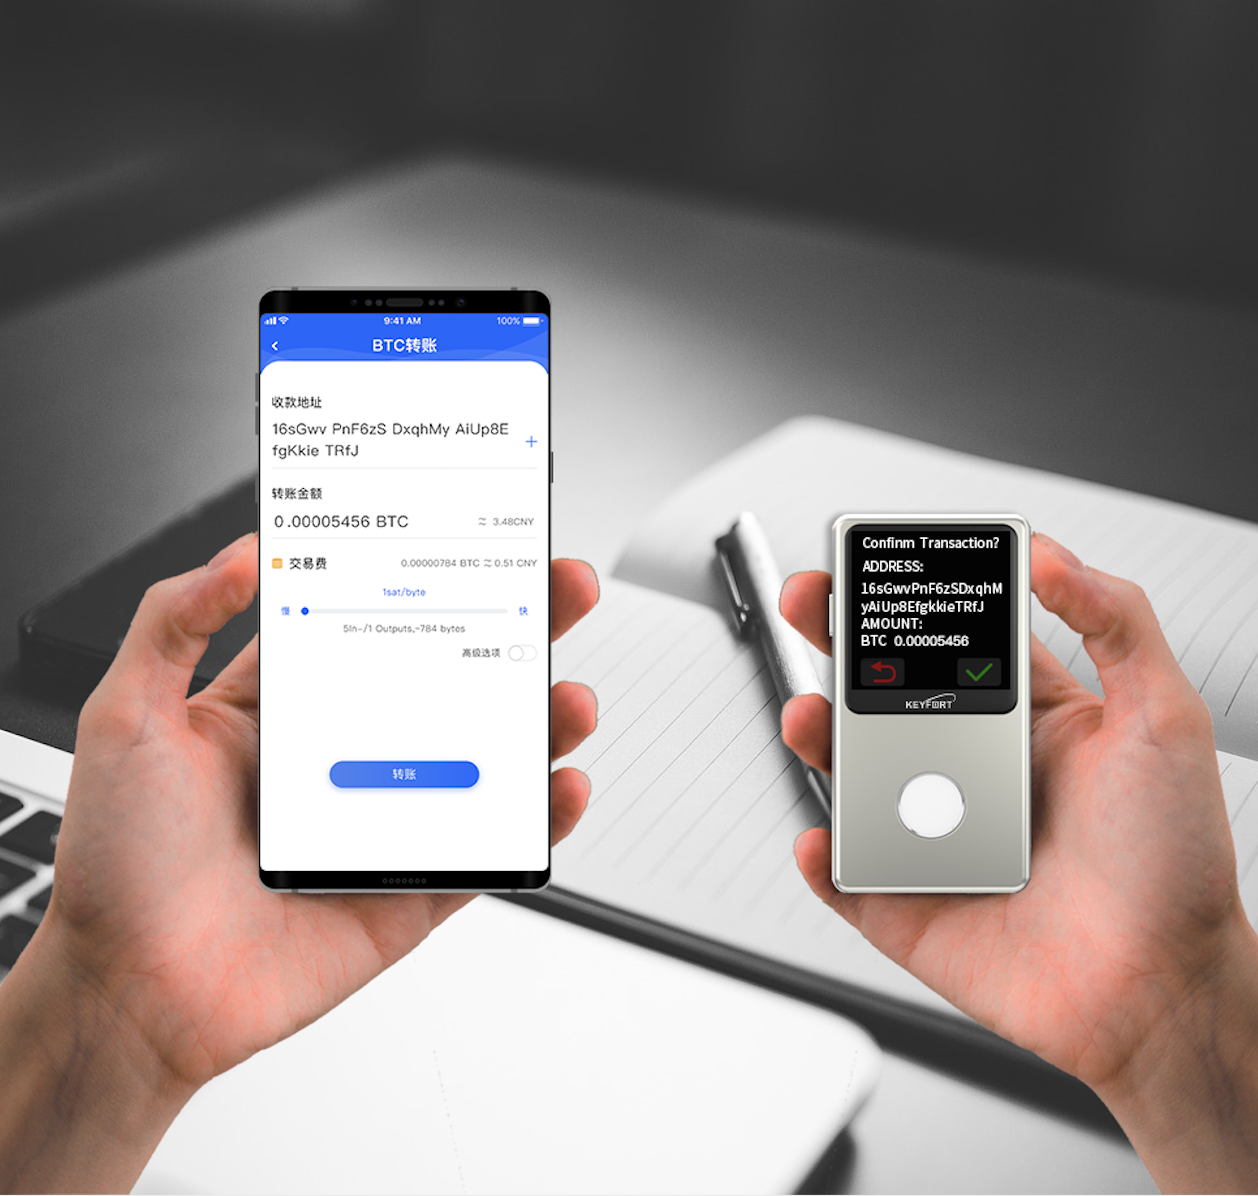 9:41 AM
100%
BTC转账
收款地址
16sGwv PnF6zS DxqhMy AiUp8E
fgKkie TRfJ
转账金额
0.00005456 BTC ≈ 3.48CNY
交易费 0.00000784 BTC ≈ 0.51 CNY
1sat/byte
慢 快
5In-/1 Outputs,~784 bytes
高级选项
转账
Confinm Transaction?
ADDRESS:
16sGwvPnF6zSDxqhM
yAiUp8EfgkkieTRfJ
AMOUNT:
BTC 0.00005456
KEYFORT